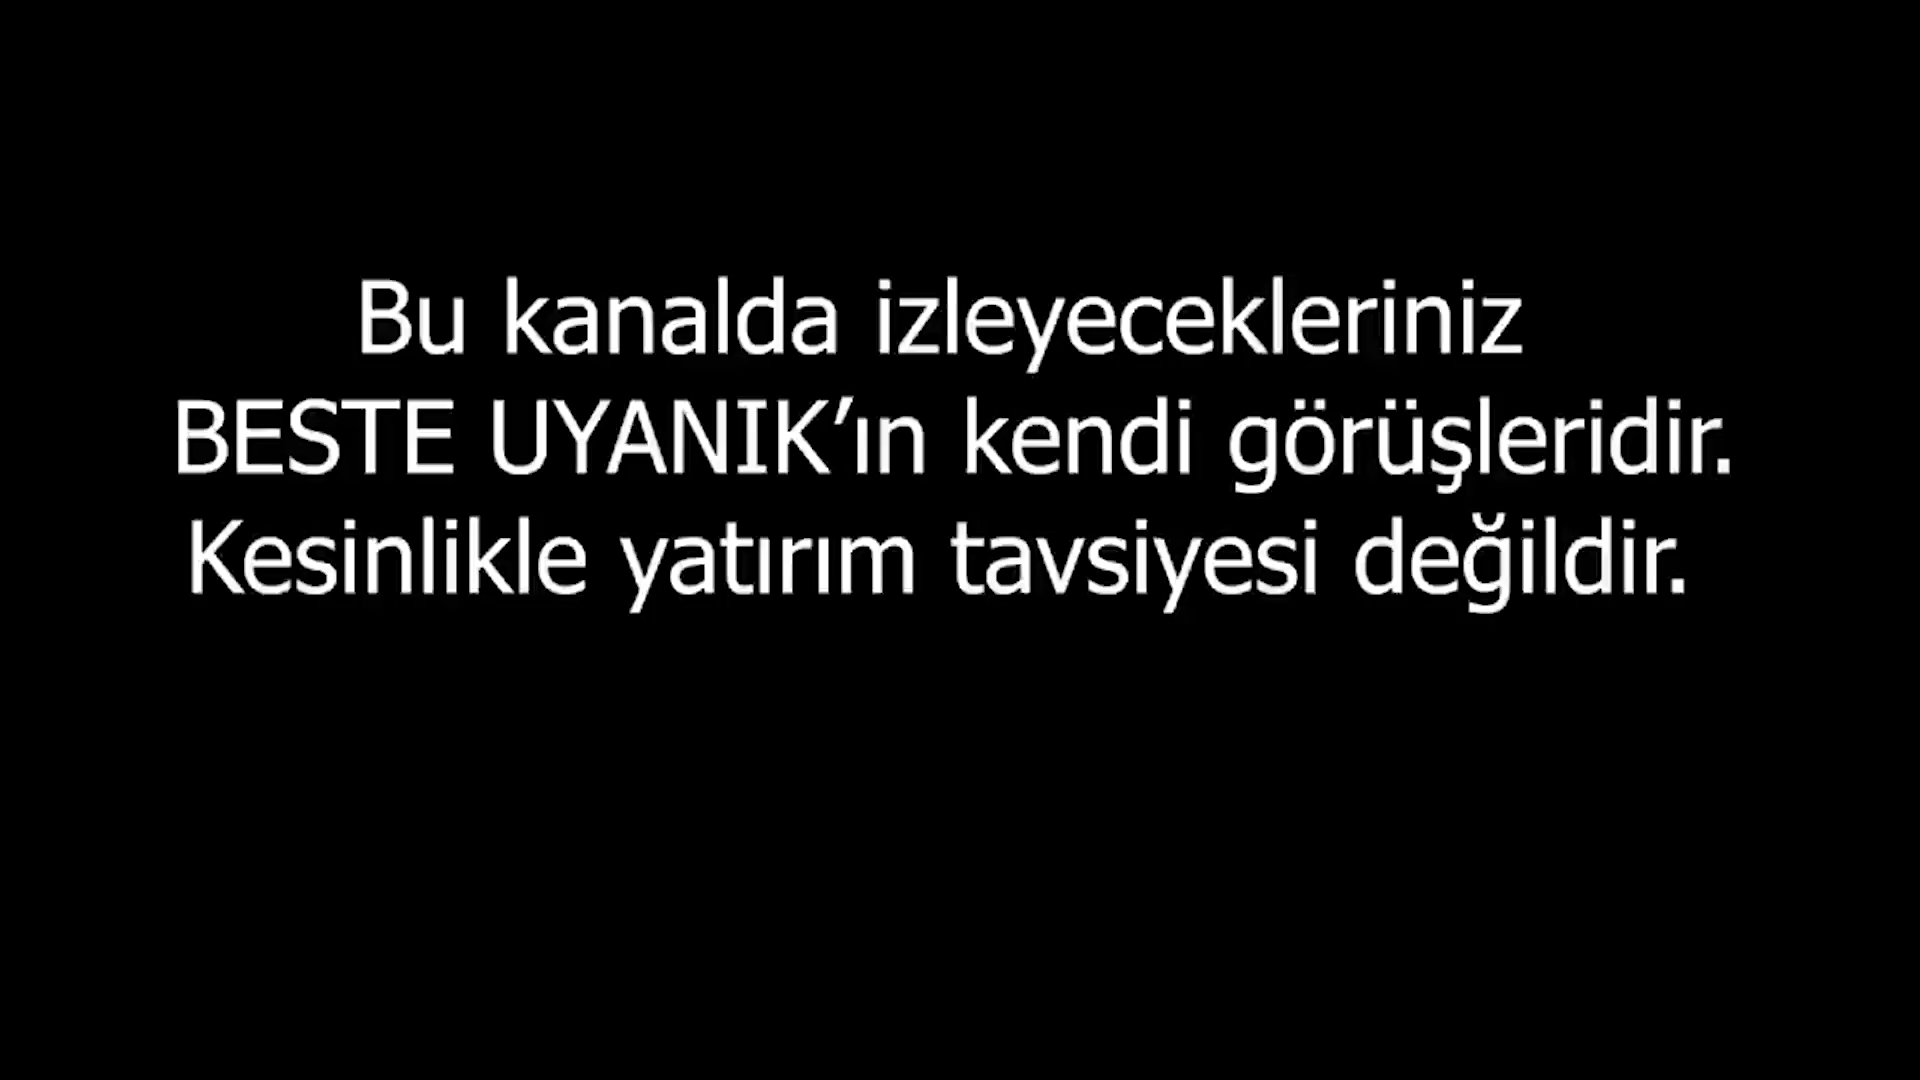 Bu kanalda izleyecekleriniz
BESTE UYANIK’ın kendi görüşleridir.
Kesinlikle yatırım tavsiyesi değildir.